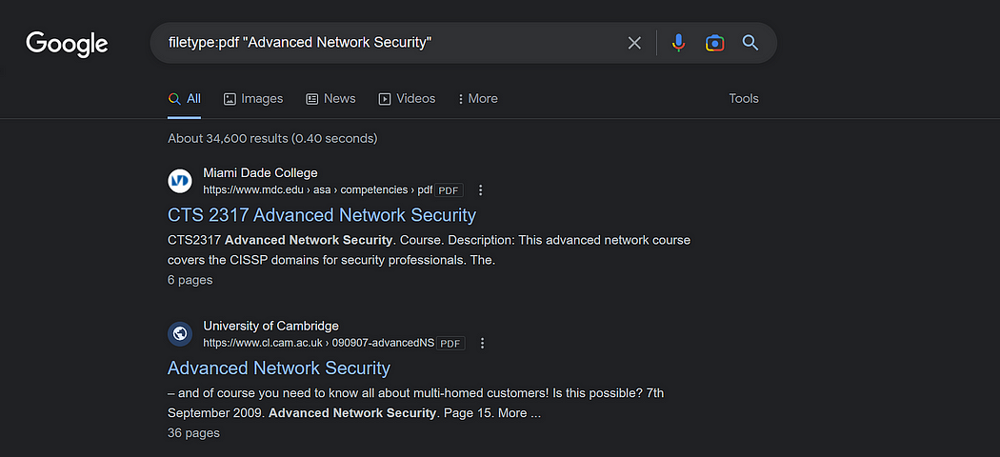 Google
filetype:pdf "Advanced Network Security"
All Images News Videos More Tools
About 34,600 results (0.40 seconds)
Miami Dade College
https://www.mdc.edu › asa › competencies › pdf PDF
CTS 2317 Advanced Network Security
CTS2317 Advanced Network Security. Course. Description: This advanced network course
covers the CISSP domains for security professionals. The.
6 pages
University of Cambridge
https://www.cl.cam.ac.uk › 090907-advancedNS PDF
Advanced Network Security
– and of course you need to know all about multi-homed customers! Is this possible? 7th
September 2009. Advanced Network Security. Page 15. More ...
36 pages